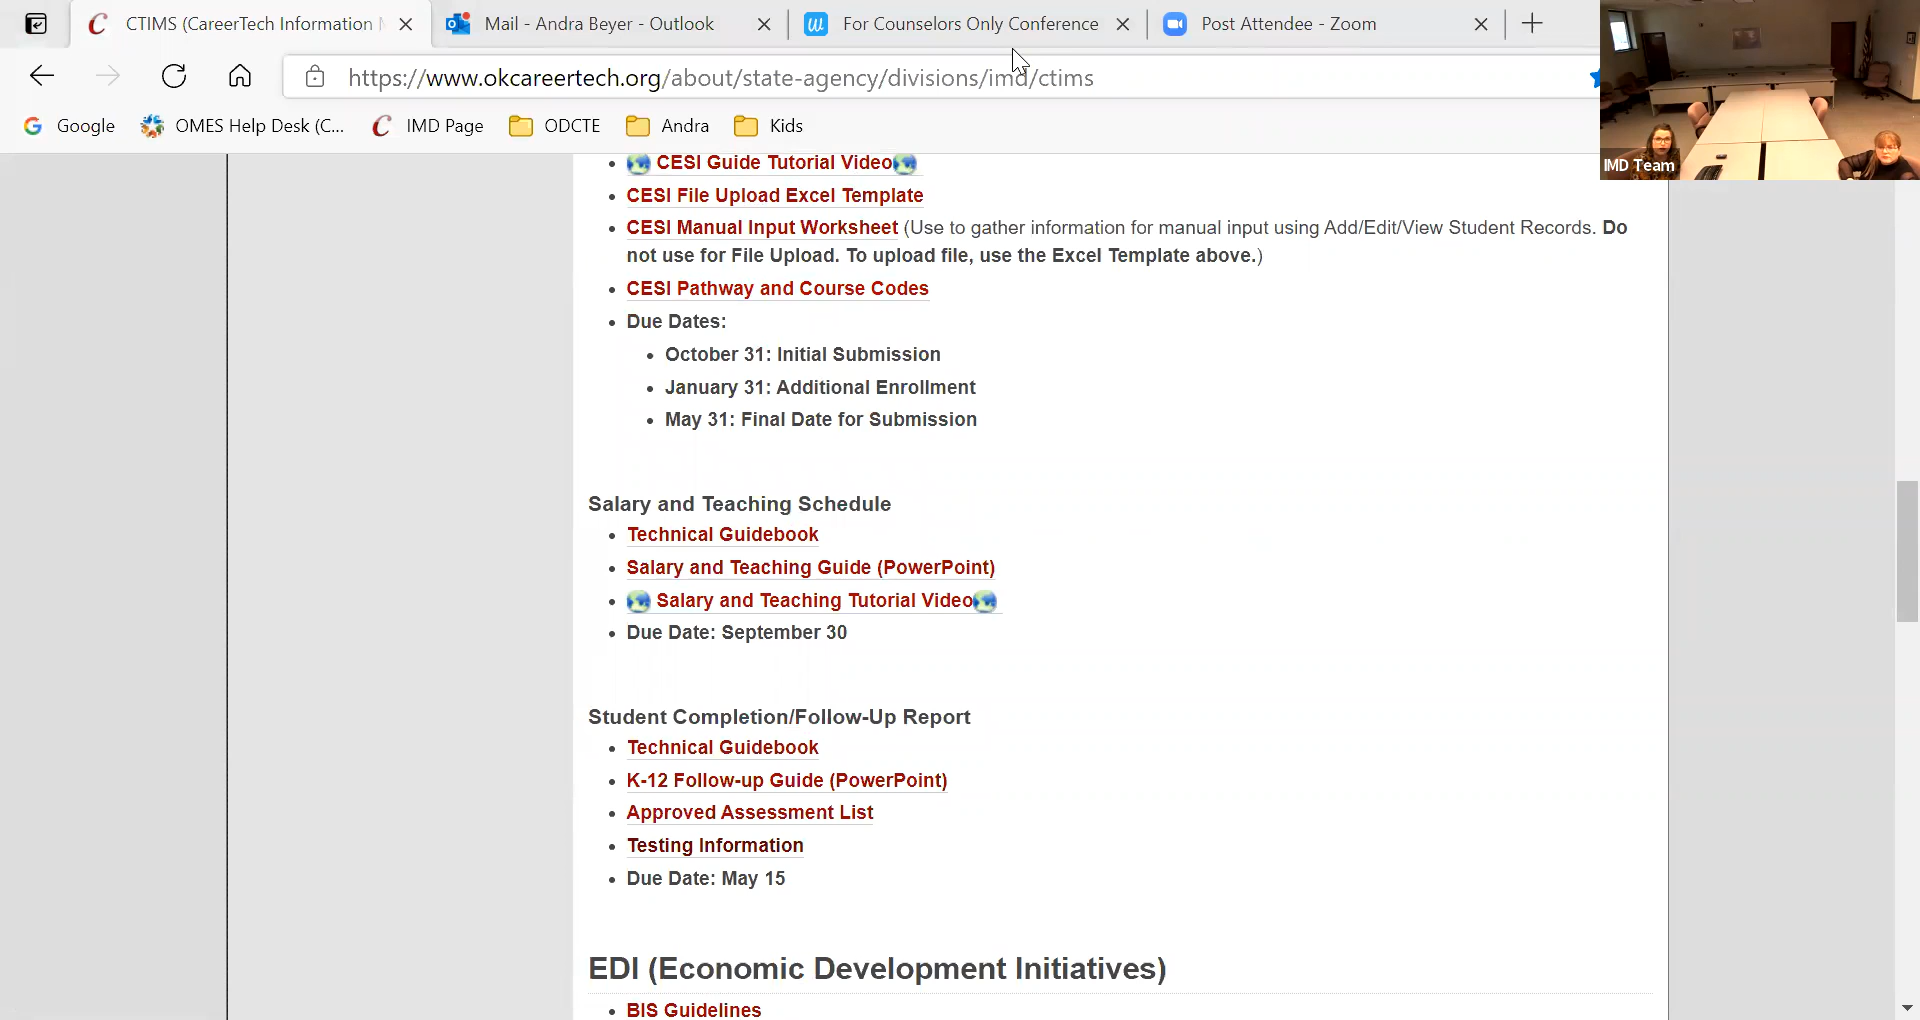 CTIMS (CareerTech Information
Mail - Andra Beyer - Outlook
For Counselors Only Conference
Post Attendee - Zoom
https://www.okcareertech.org/about/state-agency/divisions/imd/ctims
Google
OMES Help Desk (C...
IMD Page
ODCTE
Andra
Kids
IMD Team
CESI Guide Tutorial Video
CESI File Upload Excel Template
CESI Manual Input Worksheet (Use to gather information for manual input using Add/Edit/View Student Records. Do
not use for File Upload. To upload file, use the Excel Template above.)
CESI Pathway and Course Codes
Due Dates:
October 31: Initial Submission
January 31: Additional Enrollment
May 31: Final Date for Submission
Salary and Teaching Schedule
Technical Guidebook
Salary and Teaching Guide (PowerPoint)
Salary and Teaching Tutorial Video
Due Date: September 30
Student Completion/Follow-Up Report
Technical Guidebook
K-12 Follow-up Guide (PowerPoint)
Approved Assessment List
Testing Information
Due Date: May 15
EDI (Economic Development Initiatives)
BIS Guidelines